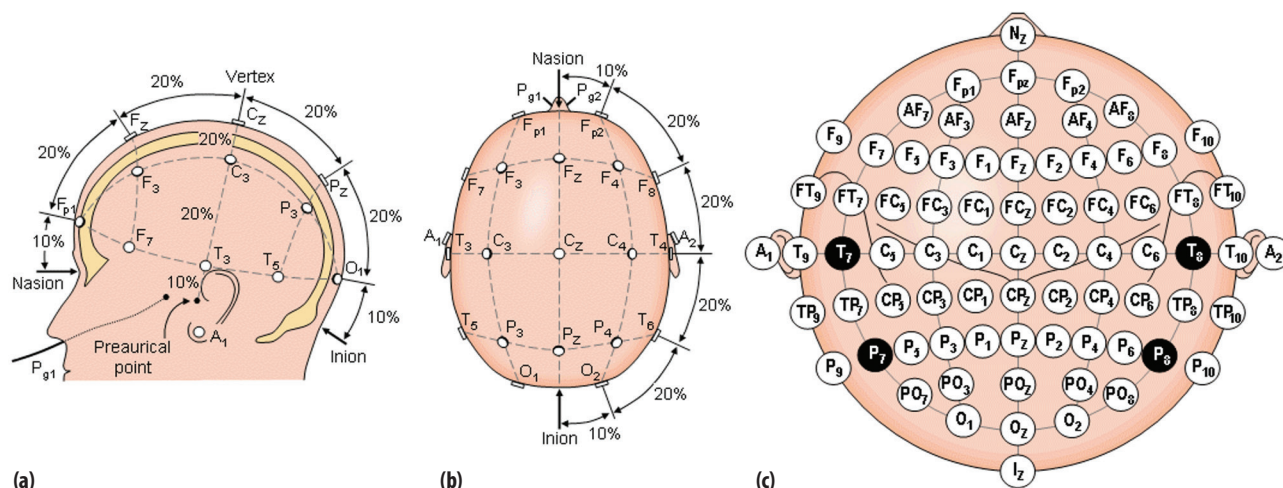 20%
Vertex
20%
Fz
Cz
20%
20%
F3
C3
Pz
Fp1
20%
P3
20%
10%
F7
T3
T5
O1
Nasion
10%
10%
A1
Preaurical
point
Inion
Pg1
(a)
Nasion
10%
Pg1
Pg2
Fp1
Fp2
20%
F7
F3
Fz
F4
F8
20%
A1
T3
C3
Cz
C4
T4
A2
20%
T5
P3
Pz
P4
T6
O1
O2
20%
Inion
10%
(b)
Nz
Fp1
Fpz
Fp2
AF7
AF3
AFz
AF4
AF8
F9
F7
F5
F3
F1
Fz
F2
F4
F6
F8
F10
FT9
FT7
FC5
FC3
FC1
FCz
FC2
FC4
FC6
FT8
FT10
A1
T9
T7
C5
C3
C1
Cz
C2
C4
C6
T8
T10
A2
TP9
TP7
CP5
CP3
CP1
CPz
CP2
CP4
CP6
TP8
TP10
P9
P7
P5
P3
P1
Pz
P2
P4
P6
P8
P10
PO7
PO3
POz
PO4
PO8
O1
Oz
O2
Iz
(c)